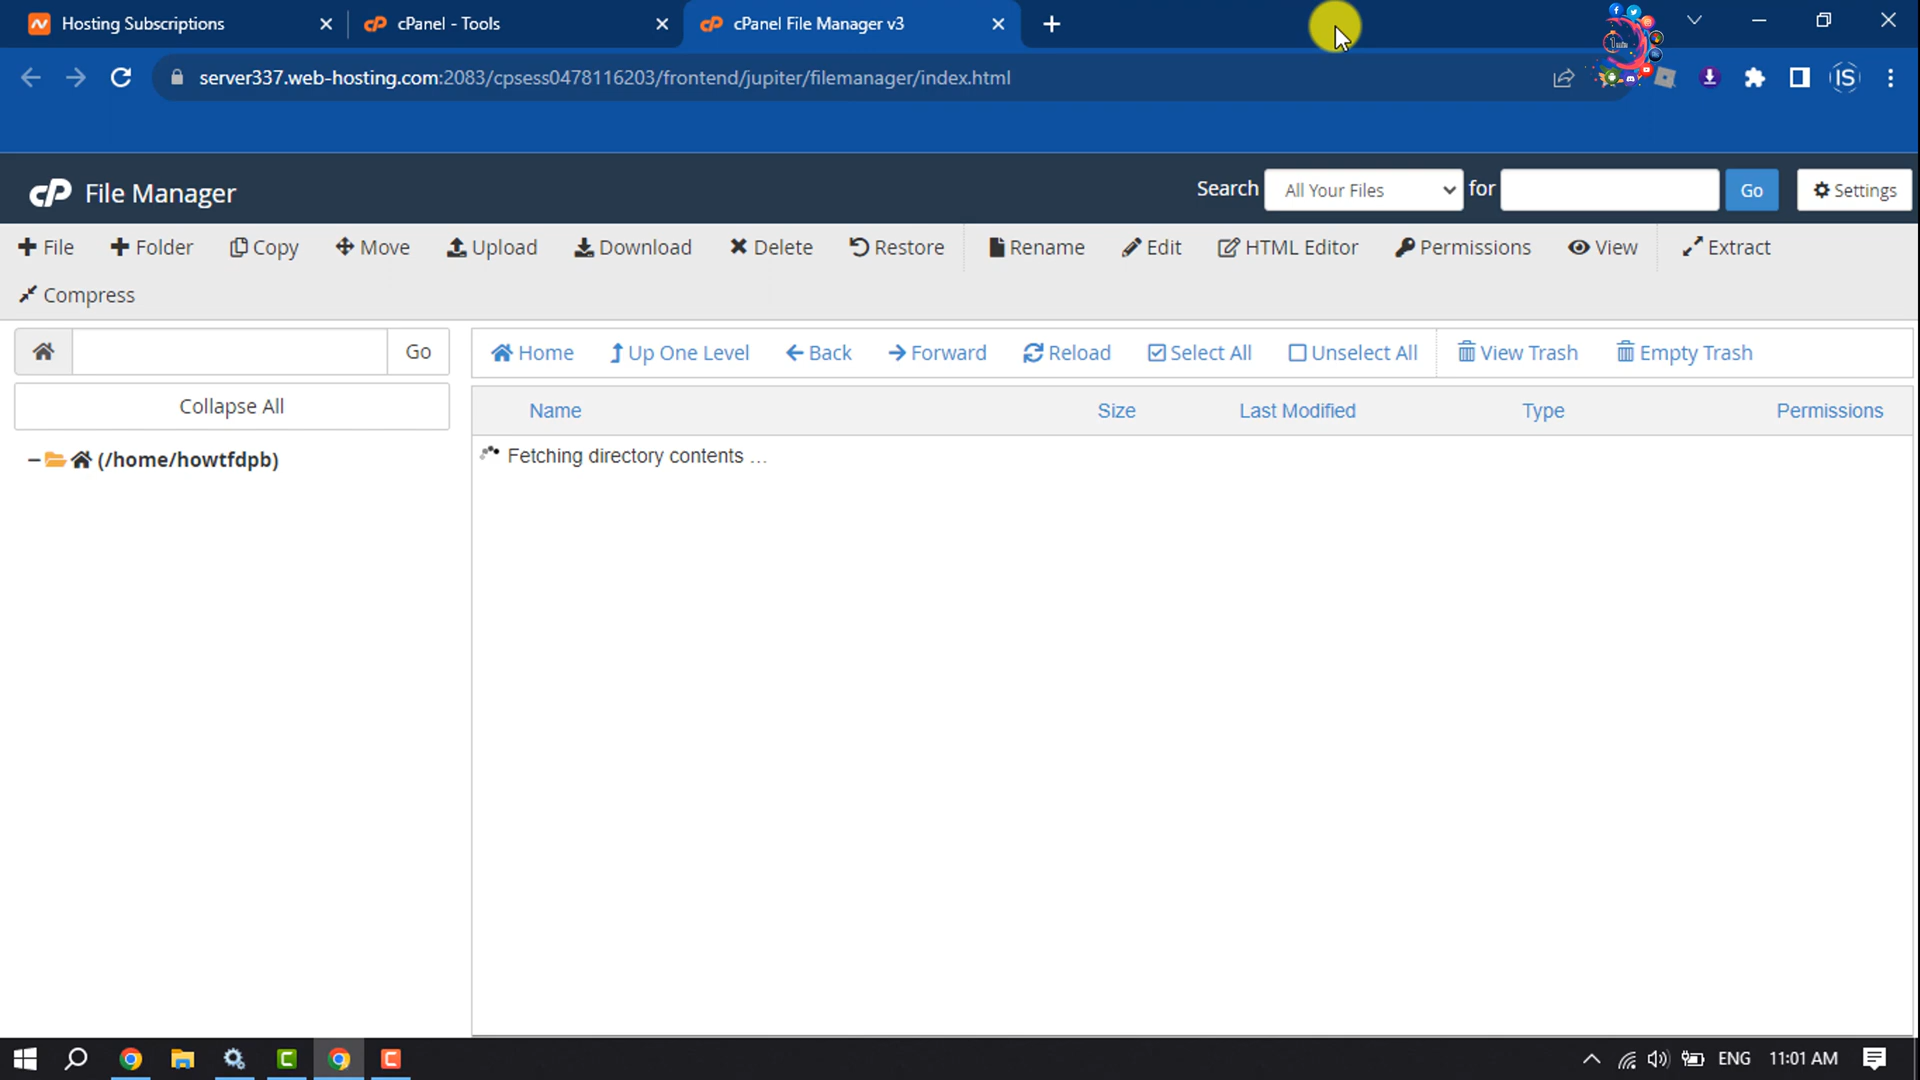 Hosting Subscriptions
cPanel - Tools
cPanel File Manager v3
server337.web-hosting.com:2083/cpsess0478116203/frontend/jupiter/filemanager/index.html
IS
cP File Manager
Search
All Your Files
for
Go
Settings
File
Folder
Copy
Move
Upload
Download
Delete
Restore
Rename
Edit
HTML Editor
Permissions
View
Extract
Compress
Go
Home
Up One Level
Back
Forward
Reload
Select All
Unselect All
View Trash
Empty Trash
Collapse All
Name
Size
Last Modified
Type
Permissions
(/home/howtfdpb)
Fetching directory contents ...
ENG
11:01 AM